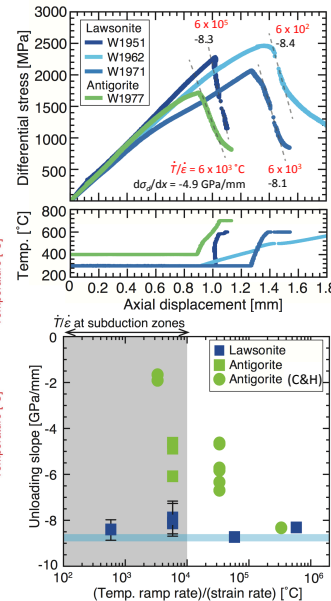 3000
2500
2000
1500
1000
500
0
Differential stress [MPa]
Lawsonite
W1951
W1962
W1971
Antigorite
W1977
6 x 10⁵
-8.3
6 x 10²
-8.4
Ṫ/ε̇ = 6 x 10³ °C
dσd/dx = -4.9 GPa/mm
6 x 10³
-8.1
800
600
400
200
Temp. [°C]
0 0.2 0.4 0.6 0.8 1.0 1.2 1.4 1.6 1.8
Axial displacement [mm]
Ṫ/ε̇ at subduction zones
0
-2
-4
-6
-8
-10
Unloading slope [GPa/mm]
Lawsonite
Antigorite
Antigorite (C&H)
10² 10³ 10⁴ 10⁵ 10⁶
(Temp. ramp rate)/(strain rate) [°C]